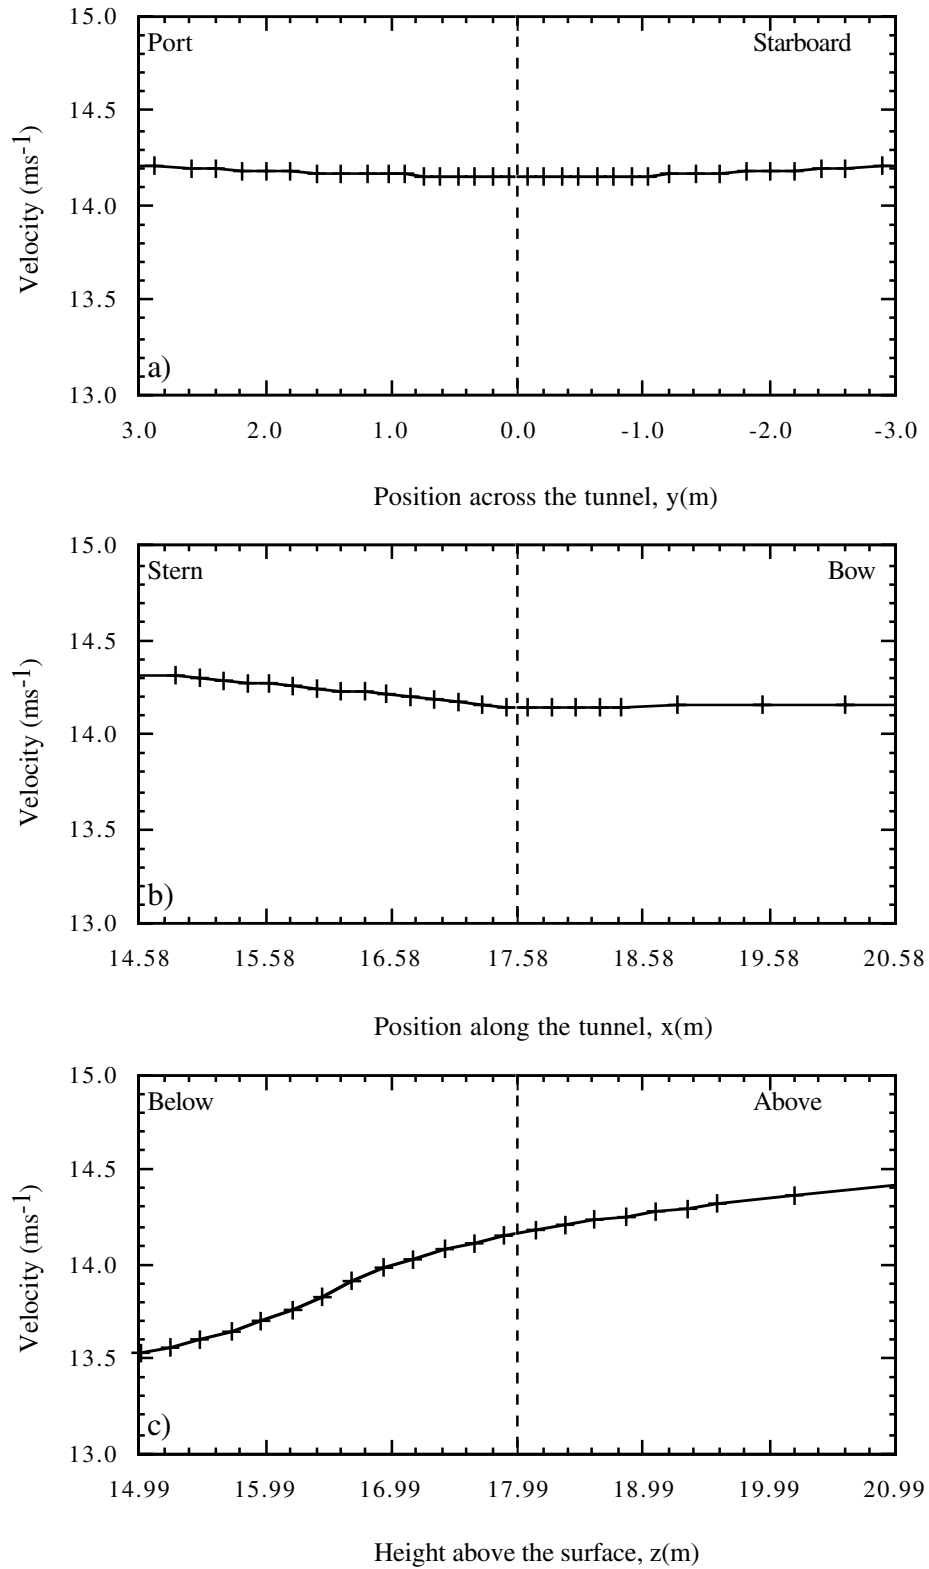 15.0
Port Starboard
14.5
14.0
13.5
a)
13.0
3.0 2.0 1.0 0.0 -1.0 -2.0 -3.0
Velocity (ms-1)
Position across the tunnel, y(m)
15.0
Stern Bow
14.5
14.0
13.5
b)
13.0
14.58 15.58 16.58 17.58 18.58 19.58 20.58
Velocity (ms-1)
Position along the tunnel, x(m)
15.0
Below Above
14.5
14.0
13.5
c)
13.0
14.99 15.99 16.99 17.99 18.99 19.99 20.99
Velocity (ms-1)
Height above the surface, z(m)